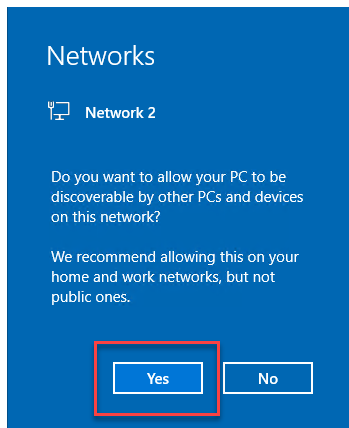 Networks
Network 2
Do you want to allow your PC to be
discoverable by other PCs and devices
on this network?
We recommend allowing this on your
home and work networks, but not
public ones.
Yes
No